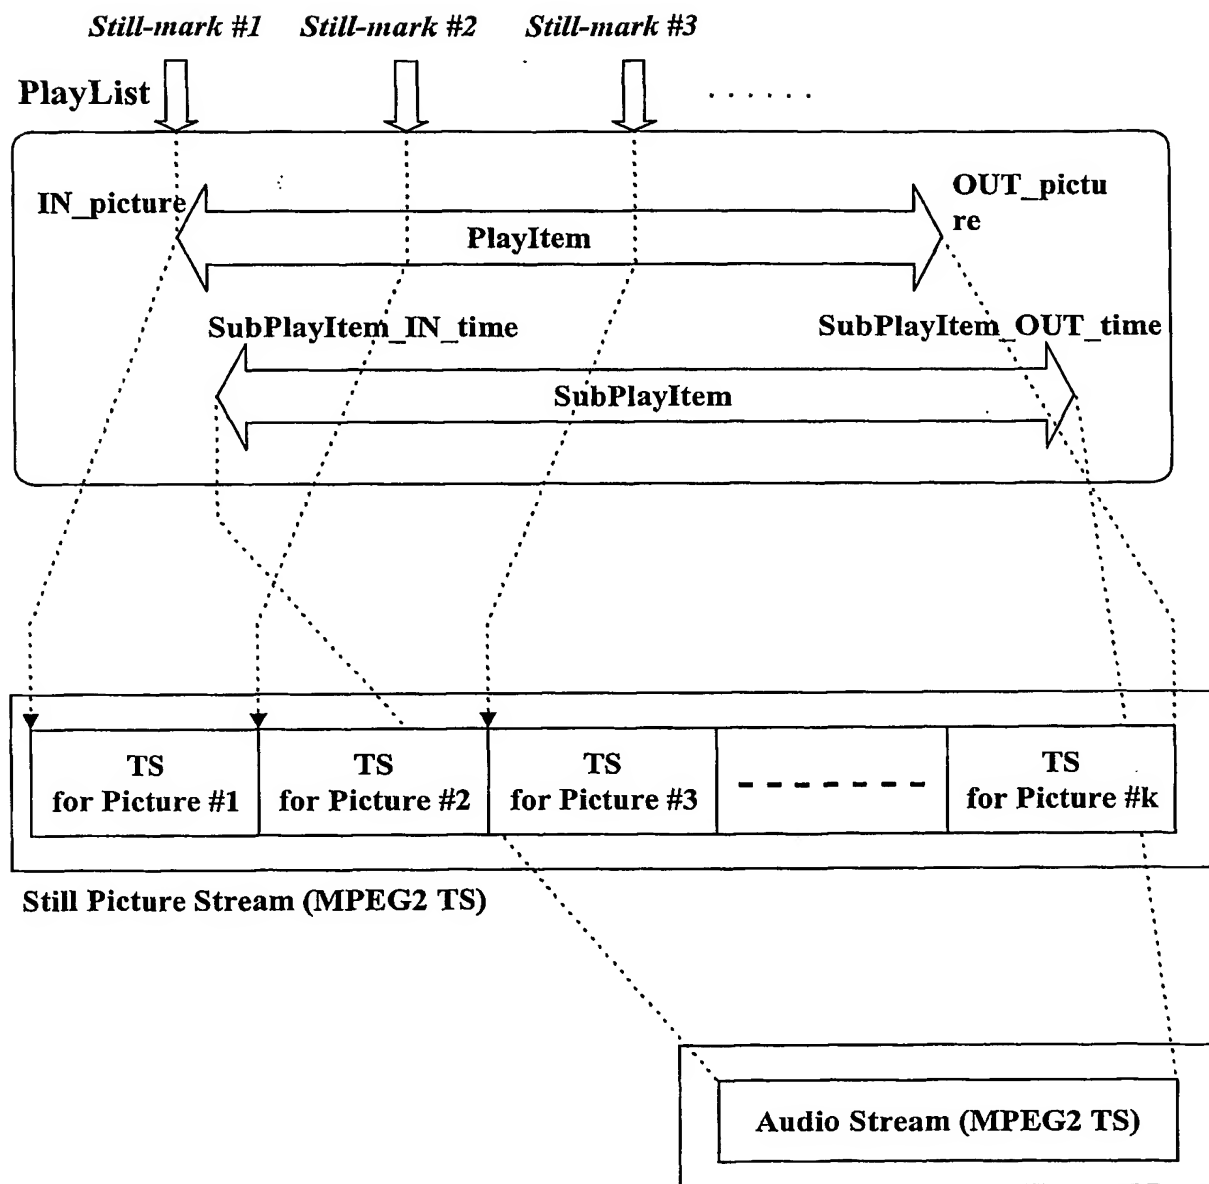 Still-mark #1 Still-mark #2 Still-mark #3
PlayList
. . . . . .
IN_picture
OUT_pictu
re
PlayItem
SubPlayItem_IN_time
SubPlayItem_OUT_time
SubPlayItem
TS
for Picture #1
TS
for Picture #2
TS
for Picture #3
TS
for Picture #k
Still Picture Stream (MPEG2 TS)
Audio Stream (MPEG2 TS)